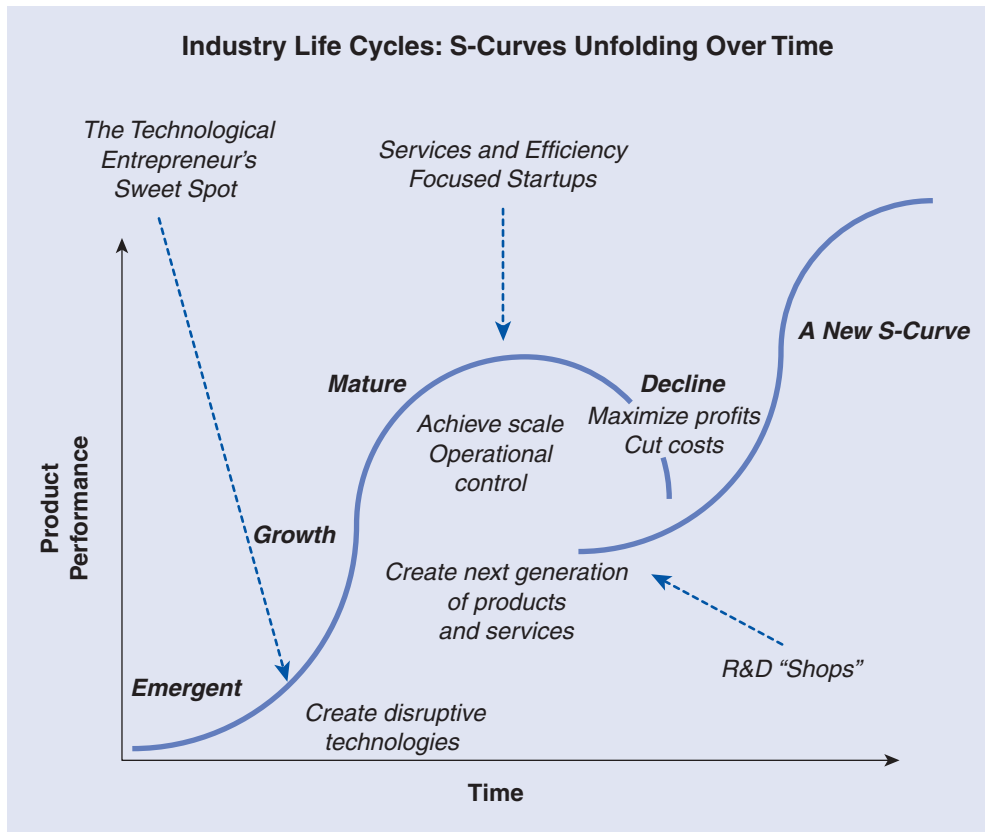 Industry Life Cycles: S-Curves Unfolding Over Time
The Technological
Entrepreneur’s
Sweet Spot
Services and Efficiency
Focused Startups
A New S-Curve
Mature
Decline
Maximize profits
Cut costs
Achieve scale
Operational
control
Product
Performance
Growth
Create next generation
of products
and services
R&D “Shops”
Emergent
Create disruptive
technologies
Time